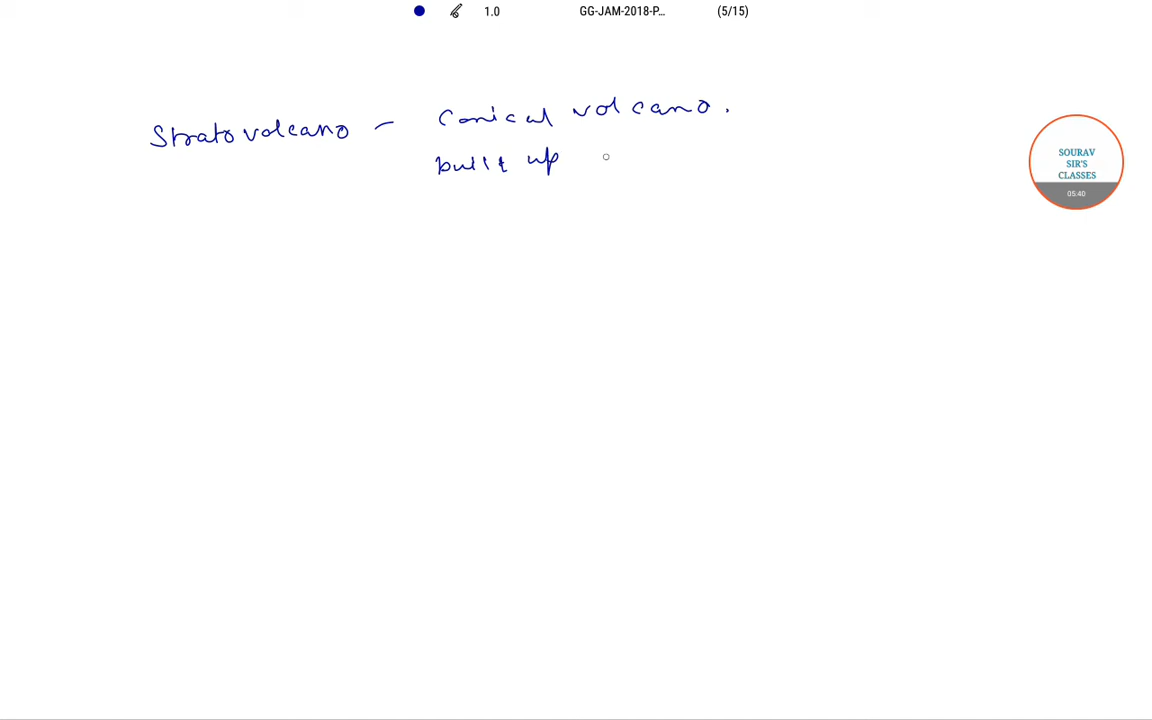 1.0 GG-JAM-2018-P... (5/15)
Stratovolcano - Conical volcano.
built up
SOURAV
SIR'S
CLASSES
05:40